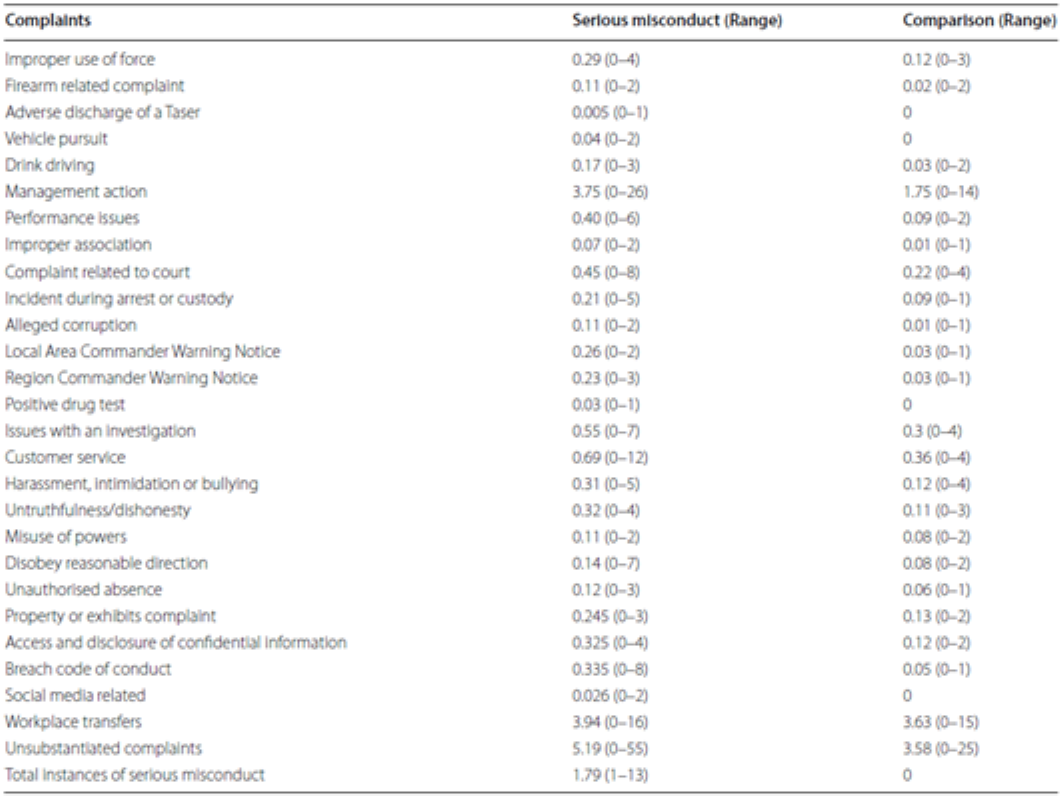 Complaints Serious misconduct (Range) Comparison (Range)
Improper use of force 0.29 (0–4) 0.12 (0–3)
Firearm related complaint 0.11 (0–2) 0.02 (0–2)
Adverse discharge of a Taser 0.005 (0–1) 0
Vehicle pursuit 0.04 (0–2) 0
Drink driving 0.17 (0–3) 0.03 (0–2)
Management action 3.75 (0–26) 1.75 (0–14)
Performance issues 0.40 (0–6) 0.09 (0–2)
Improper association 0.07 (0–2) 0.01 (0–1)
Complaint related to court 0.45 (0–8) 0.22 (0–4)
Incident during arrest or custody 0.21 (0–5) 0.09 (0–1)
Alleged corruption 0.11 (0–2) 0.01 (0–1)
Local Area Commander Warning Notice 0.26 (0–2) 0.03 (0–1)
Region Commander Warning Notice 0.23 (0–3) 0.03 (0–1)
Positive drug test 0.03 (0–1) 0
Issues with an investigation 0.55 (0–7) 0.3 (0–4)
Customer service 0.69 (0–12) 0.36 (0–4)
Harassment, intimidation or bullying 0.31 (0–5) 0.12 (0–4)
Untruthfulness/dishonesty 0.32 (0–4) 0.11 (0–3)
Misuse of powers 0.11 (0–2) 0.08 (0–2)
Disobey reasonable direction 0.14 (0–7) 0.08 (0–2)
Unauthorised absence 0.12 (0–3) 0.06 (0–1)
Property or exhibits complaint 0.245 (0–3) 0.13 (0–2)
Access and disclosure of confidential information 0.325 (0–4) 0.12 (0–2)
Breach code of conduct 0.335 (0–8) 0.05 (0–1)
Social media related 0.026 (0–2) 0
Workplace transfers 3.94 (0–16) 3.63 (0–15)
Unsubstantiated complaints 5.19 (0–55) 3.58 (0–25)
Total instances of serious misconduct 1.79 (1–13) 0